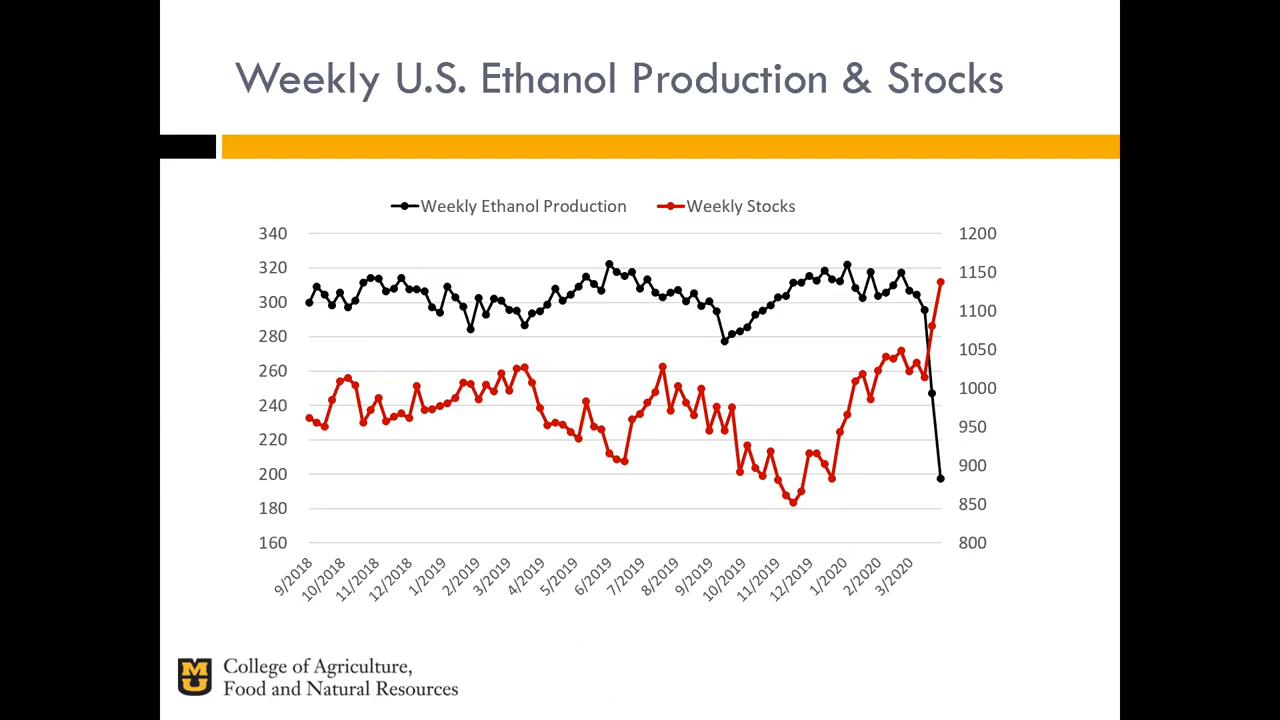 Weekly U.S. Ethanol Production & Stocks
Weekly Ethanol Production Weekly Stocks
340 1200
320 1150
300 1100
280 1050
260 1000
240 950
220 900
200 850
180 800
160
9/2018 10/2018 11/2018 12/2018 1/2019 2/2019 3/2019 4/2019 5/2019 6/2019 7/2019 8/2019 9/2019 10/2019 11/2019 12/2019 1/2020 2/2020 3/2020
MU
College of Agriculture,
Food and Natural Resources